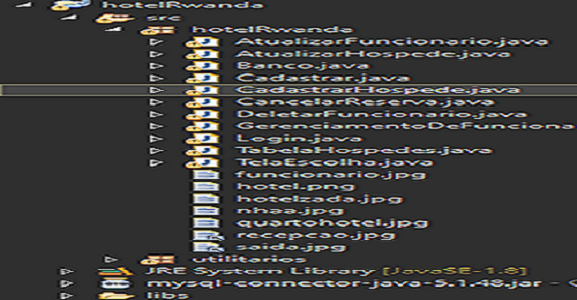 hotelRwanda
src
hotelRwanda
AtualizarFuncionario.java
AtualizarHospede.java
Banco.java
Cadastrar.java
CadastrarHospede.java
CancelarReserva.java
DeletarFuncionario.java
GerenciamentoDeFunciona
Login.java
TabelaHospedes.java
TelaEscolha.java
funcionario.jpg
hotel.png
hotelzada.jpg
nhaa.jpg
quartohotel.jpg
recepcao.jpg
saida.jpg
utilitarios
JRE System Library [JavaSE-1.8]
mysql-connector-java-5.1.48.jar -
libs